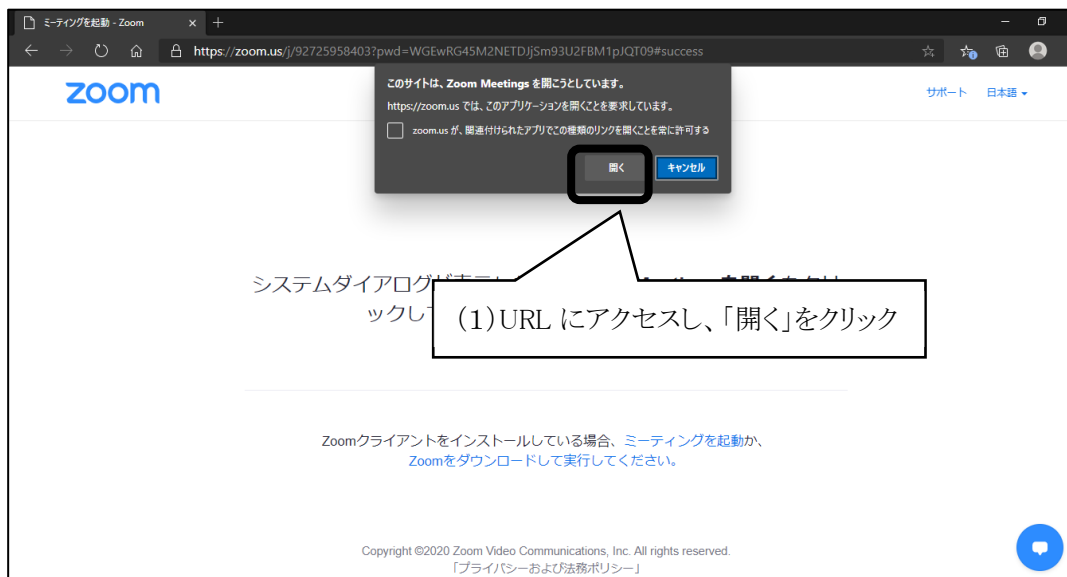 ミーティングを起動 - Zoom
https://zoom.us/j/92725958403?pwd=WGEwRG45M2NETDJjSm93U2FBM1pJQT09#success
zoom
サポート 日本語
このサイトは、Zoom Meetings を開こうとしています。
https://zoom.us では、このアプリケーションを開くことを要求しています。
zoom.us が、関連付けられたアプリでこの種類のリンクを開くことを常に許可する
開く キャンセル
システムダイアログが
ックし
(1)URL にアクセスし、「開く」をクリック
Zoomクライアントをインストールしている場合、ミーティングを起動か、
Zoomをダウンロードして実行してください。
Copyright ©2020 Zoom Video Communications, Inc. All rights reserved.
「プライバシーおよび法務ポリシー」